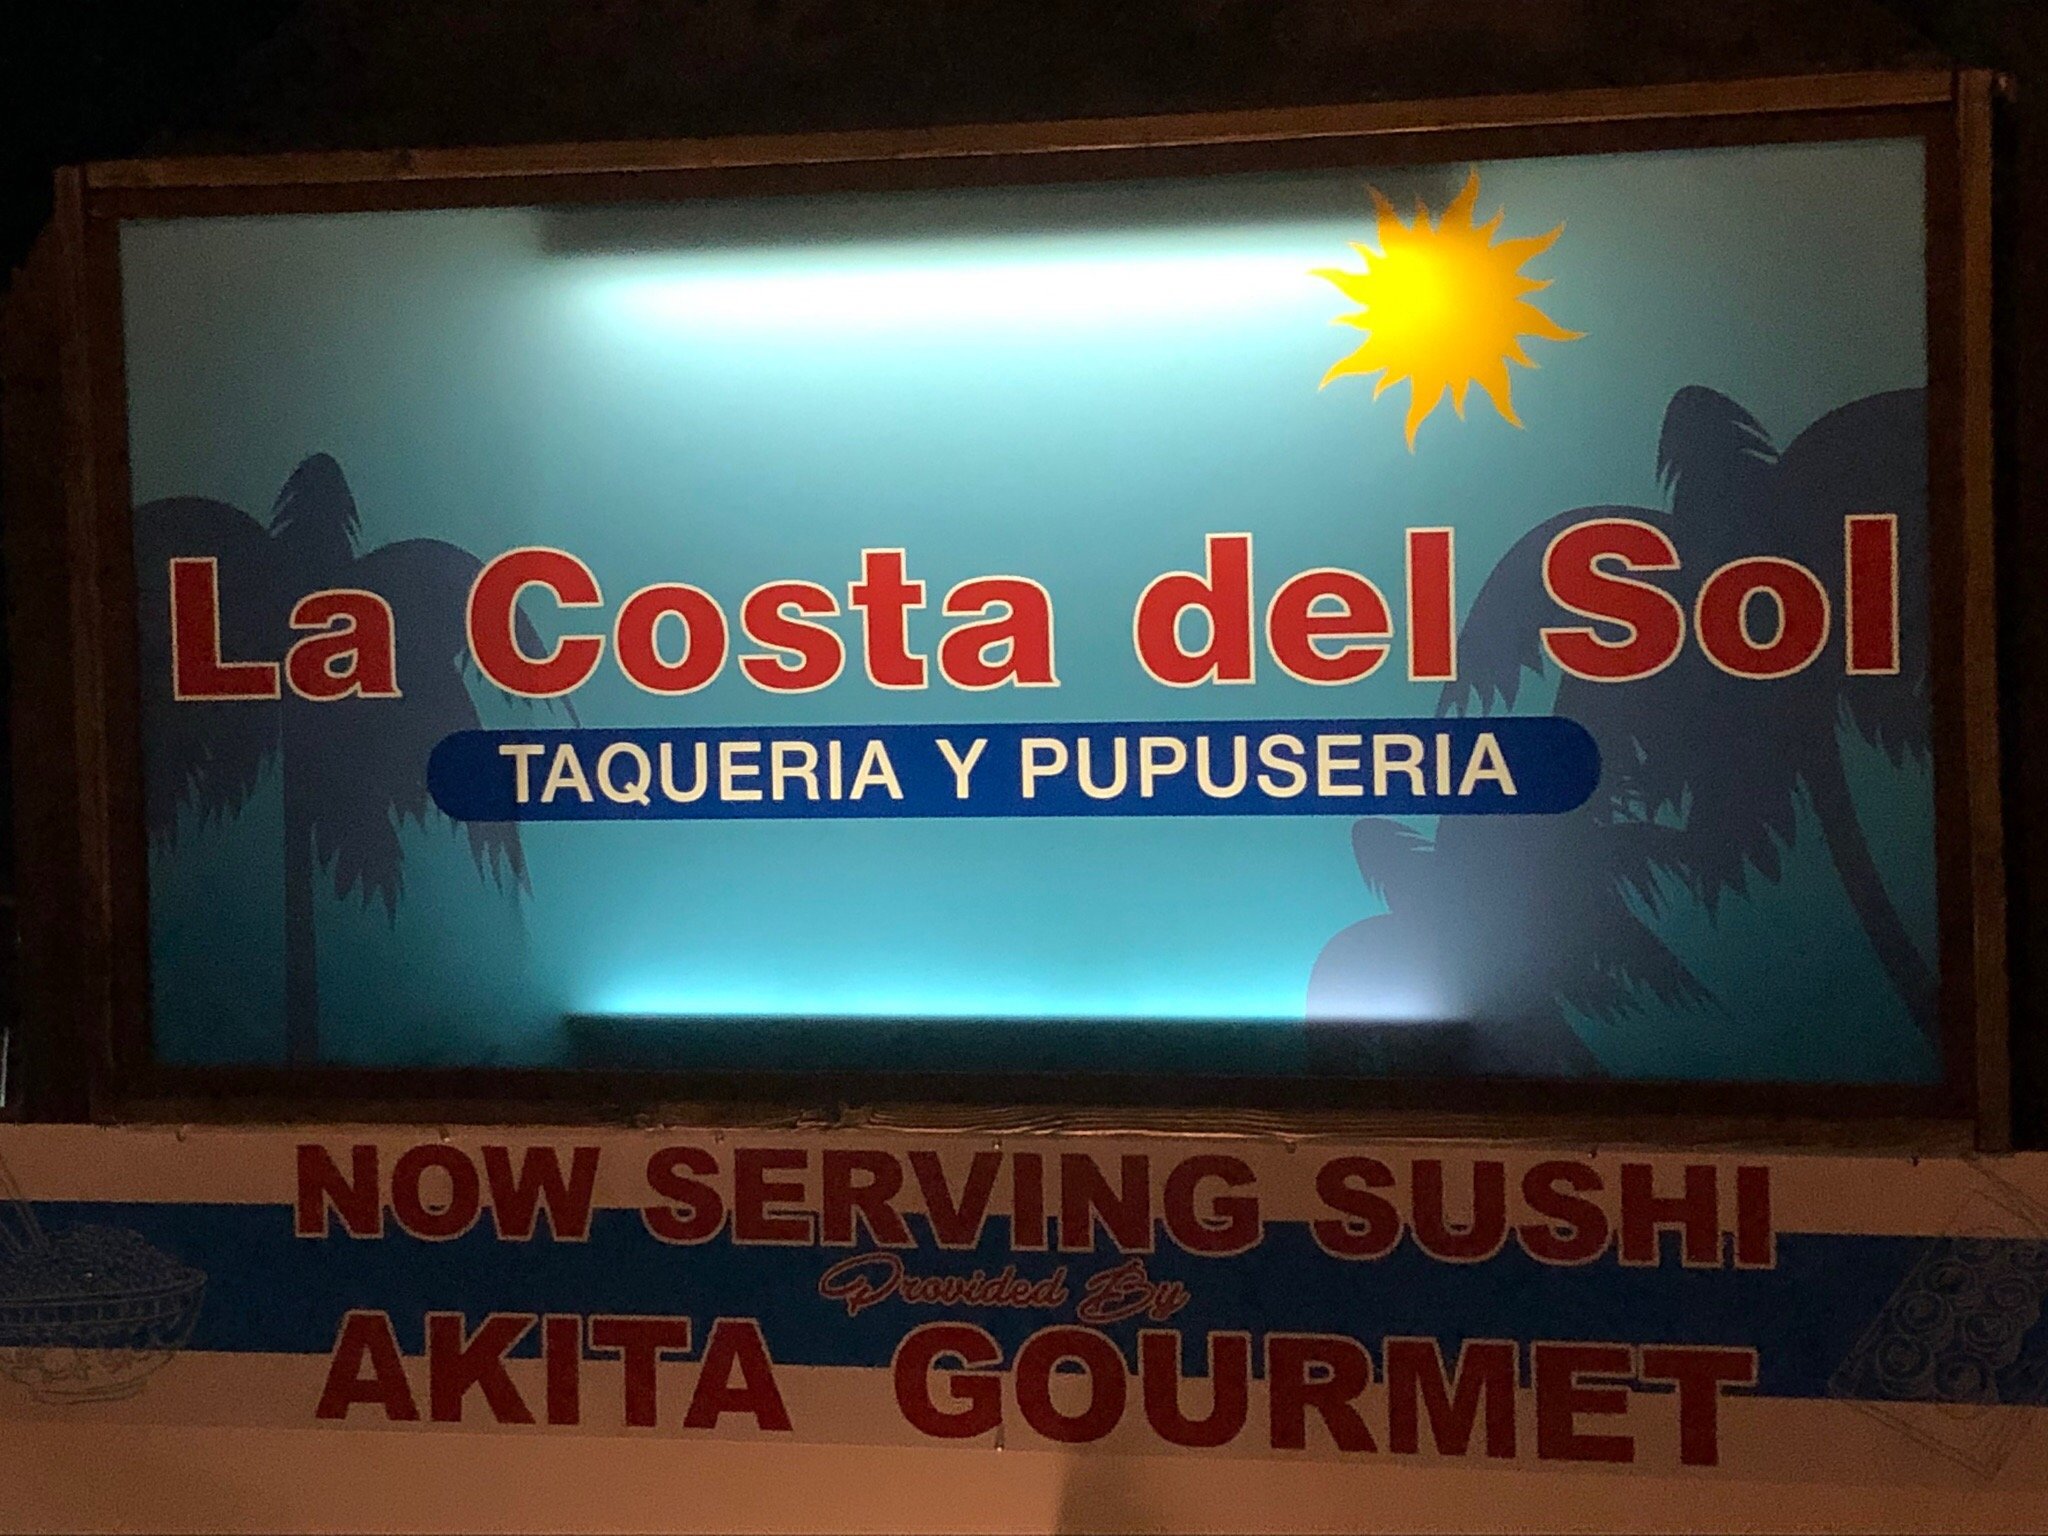 La Costa del Sol
TAQUERIA Y PUPUSERIA
NOW SERVING SUSHI
Provided By
AKITA GOURMET